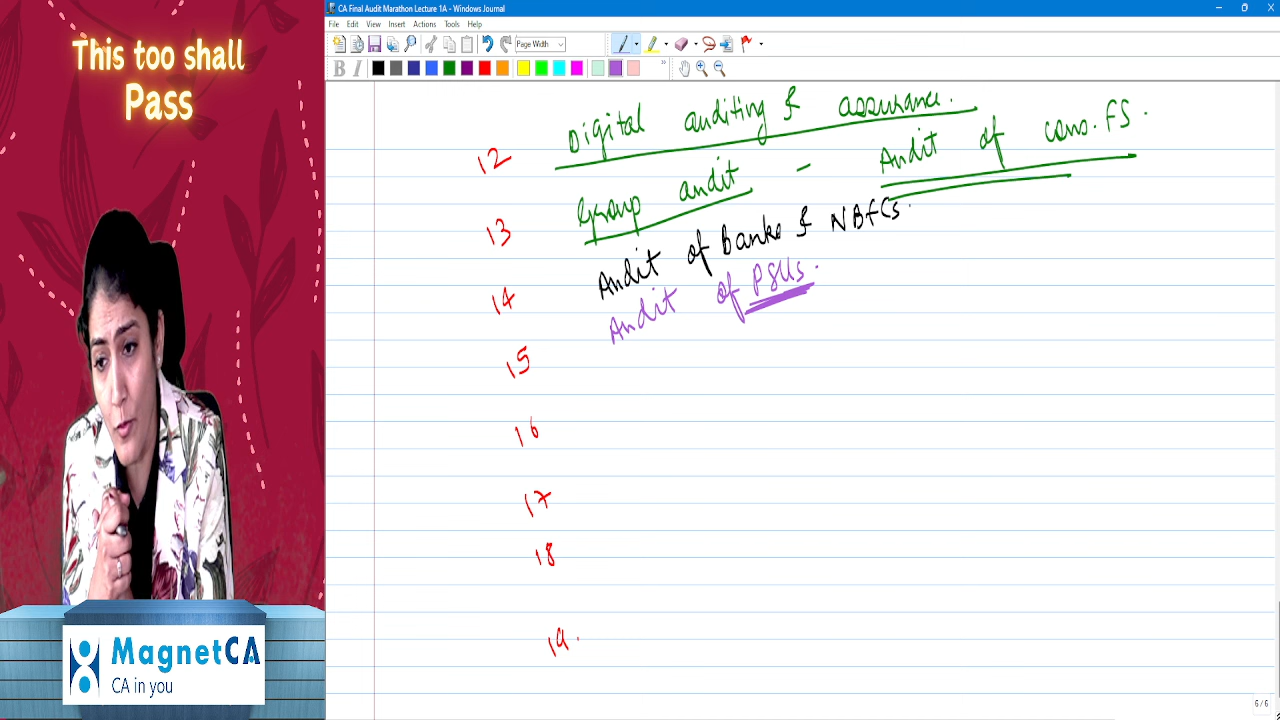 This too shall
Pass
CA Final Audit Marathon Lecture 1A - Windows Journal
File Edit View Insert Actions Tools Help
Page Width
B I
12 Digital auditing & assurance.
13 Group audit - Audit of cons. FS.
14 Audit of Banks & NBFCs.
15 Audit of PSUs.
16
17
18
19.
6 / 6
MagnetCA
CA in you